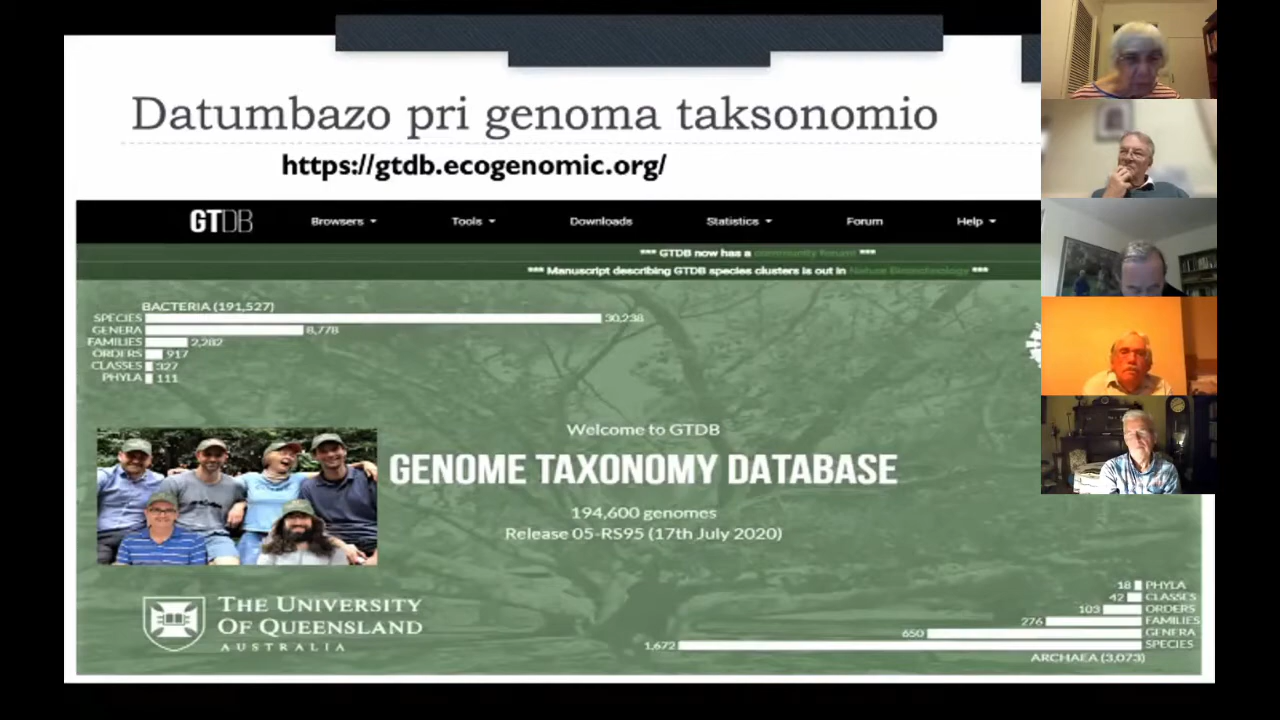 Datumbazo pri genoma taksonomio
https://gtdb.ecogenomic.org/
GTDB Browsers Tools Downloads Statistics Forum Help
*** GTDB now has a community forum ***
*** Manuscript describing GTDB species clusters is out in Nature Biotechnology ***
BACTERIA (191,527)
SPECIES 30,238
GENERA 8,778
FAMILIES 2,282
ORDERS 917
CLASSES 327
PHYLA 111
Welcome to GTDB
GENOME TAXONOMY DATABASE
194,600 genomes
Release 05-RS95 (17th July 2020)
THE UNIVERSITY
OF QUEENSLAND
AUSTRALIA
18 PHYLA
42 CLASSES
103 ORDERS
276 FAMILIES
650 GENERA
1,672 SPECIES
ARCHAEA (3,073)